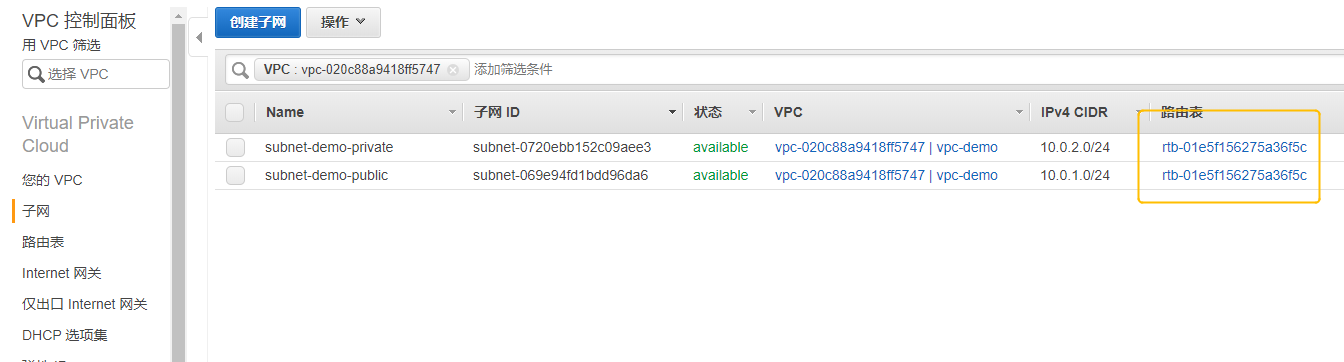 VPC 控制面板
用 VPC 筛选
选择 VPC
Virtual Private
Cloud
您的 VPC
子网
路由表
Internet 网关
仅出口 Internet 网关
DHCP 选项集
创建子网 操作
VPC : vpc-020c88a9418ff5747 添加筛选条件
Name 子网 ID 状态 VPC IPv4 CIDR 路由表
subnet-demo-private subnet-0720ebb152c09aee3 available vpc-020c88a9418ff5747 | vpc-demo 10.0.2.0/24 rtb-01e5f156275a36f5c
subnet-demo-public subnet-069e94fd1bdd96da6 available vpc-020c88a9418ff5747 | vpc-demo 10.0.1.0/24 rtb-01e5f156275a36f5c